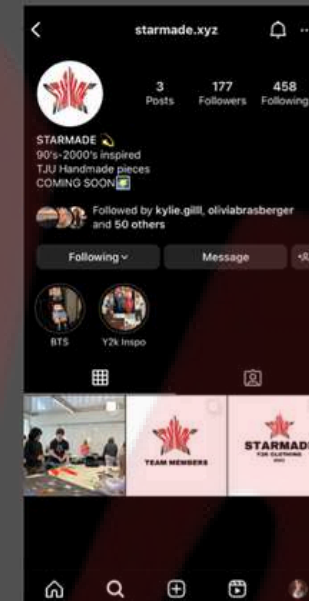 starmade.xyz
3 177 458
Posts Followers Following
STARMADE
90's-2000's inspired
TJU Handmade pieces
COMING SOON
Followed by kylie.gilll, oliviabrasberger
and 50 others
Following Message
BTS Y2k Inspo
TEAM MEMBERS
STARMADE
Y2K CLOTHING